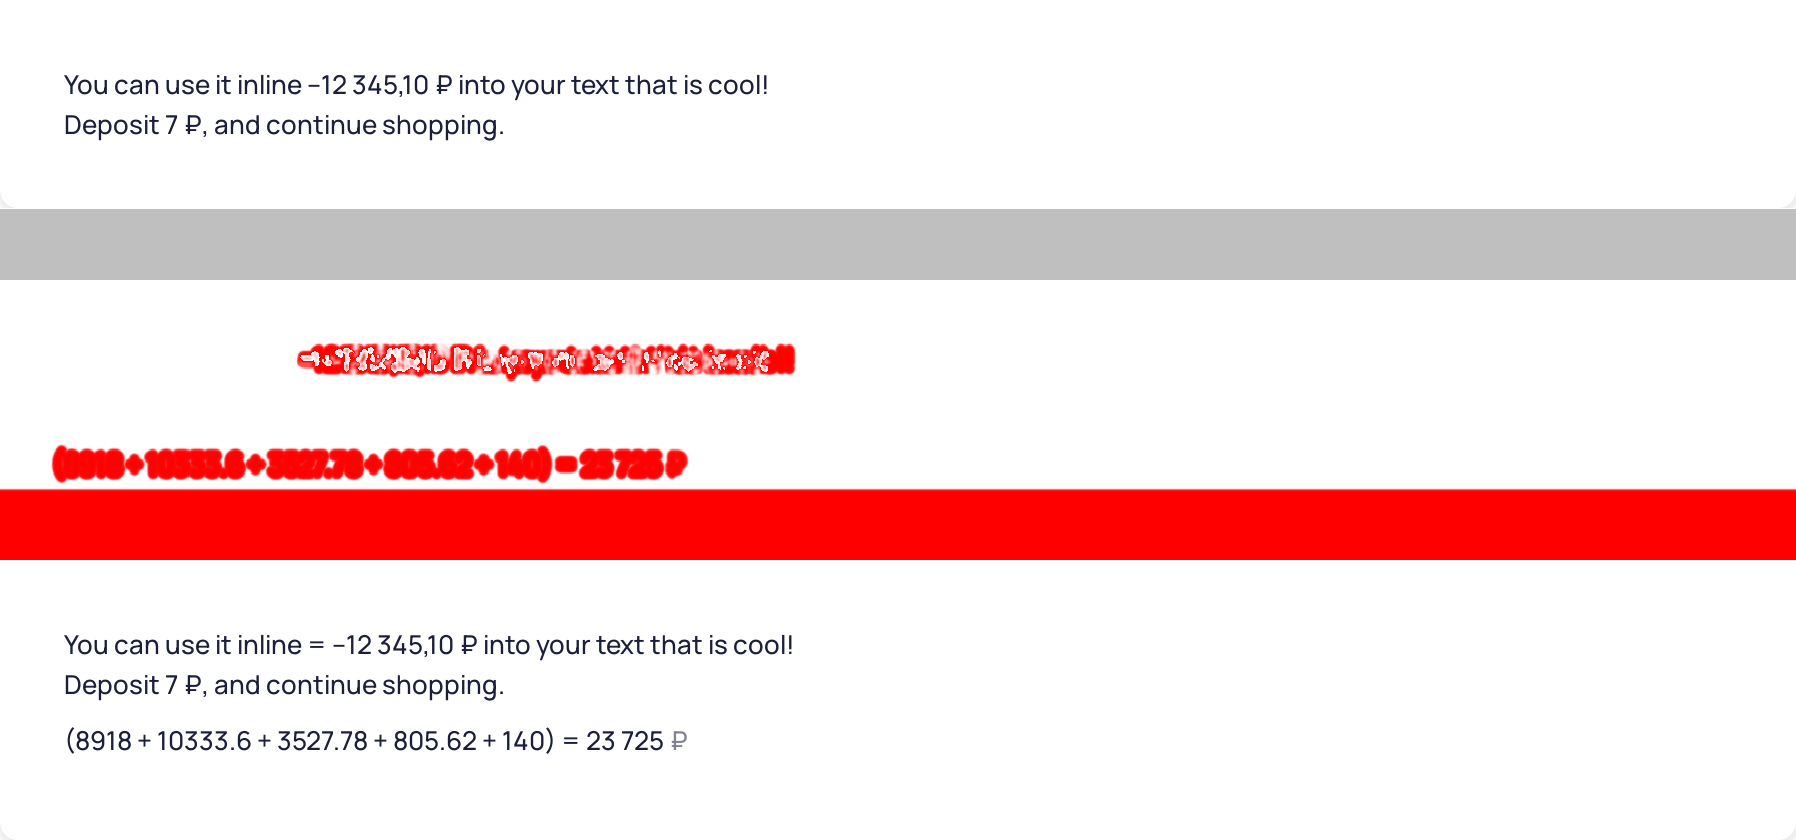 You can use it inline −12 345,10 ₽ into your text that is cool!
Deposit 7 ₽, and continue shopping.
(8918 + 10333.6 + 3527.78 + 805.62 + 140) = 23 725 ₽
You can use it inline = −12 345,10 ₽ into your text that is cool!
Deposit 7 ₽, and continue shopping.
(8918 + 10333.6 + 3527.78 + 805.62 + 140) = 23 725 ₽